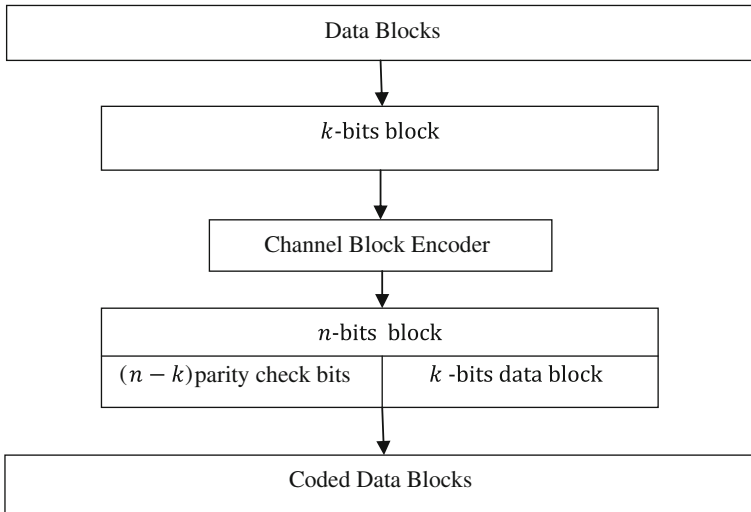 Data Blocks
k-bits block
Channel Block Encoder
n-bits block
(n − k)parity check bits
k -bits data block
Coded Data Blocks